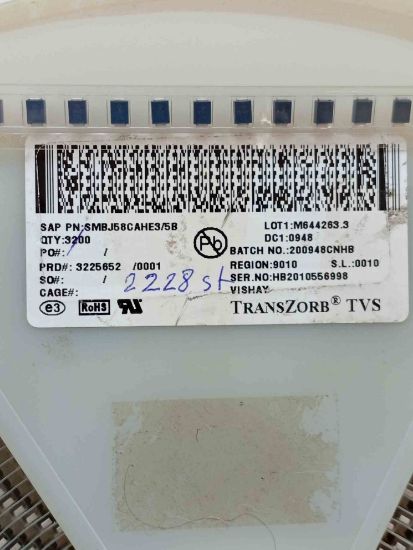 SAP PN:SMBJ58CAHE3/5B LOT1:M644263.3
QTY:3200 DC1:0948
PO#: / BATCH NO.:200948CNHB
PRD#: 3225652 /0001 REGION:9010 S.L.:0010
SO#: / SER.NO:HB2010556998
CAGE#: 2228 st VISHAY
e3 RoHS TRANSZORB® TVS
Pb